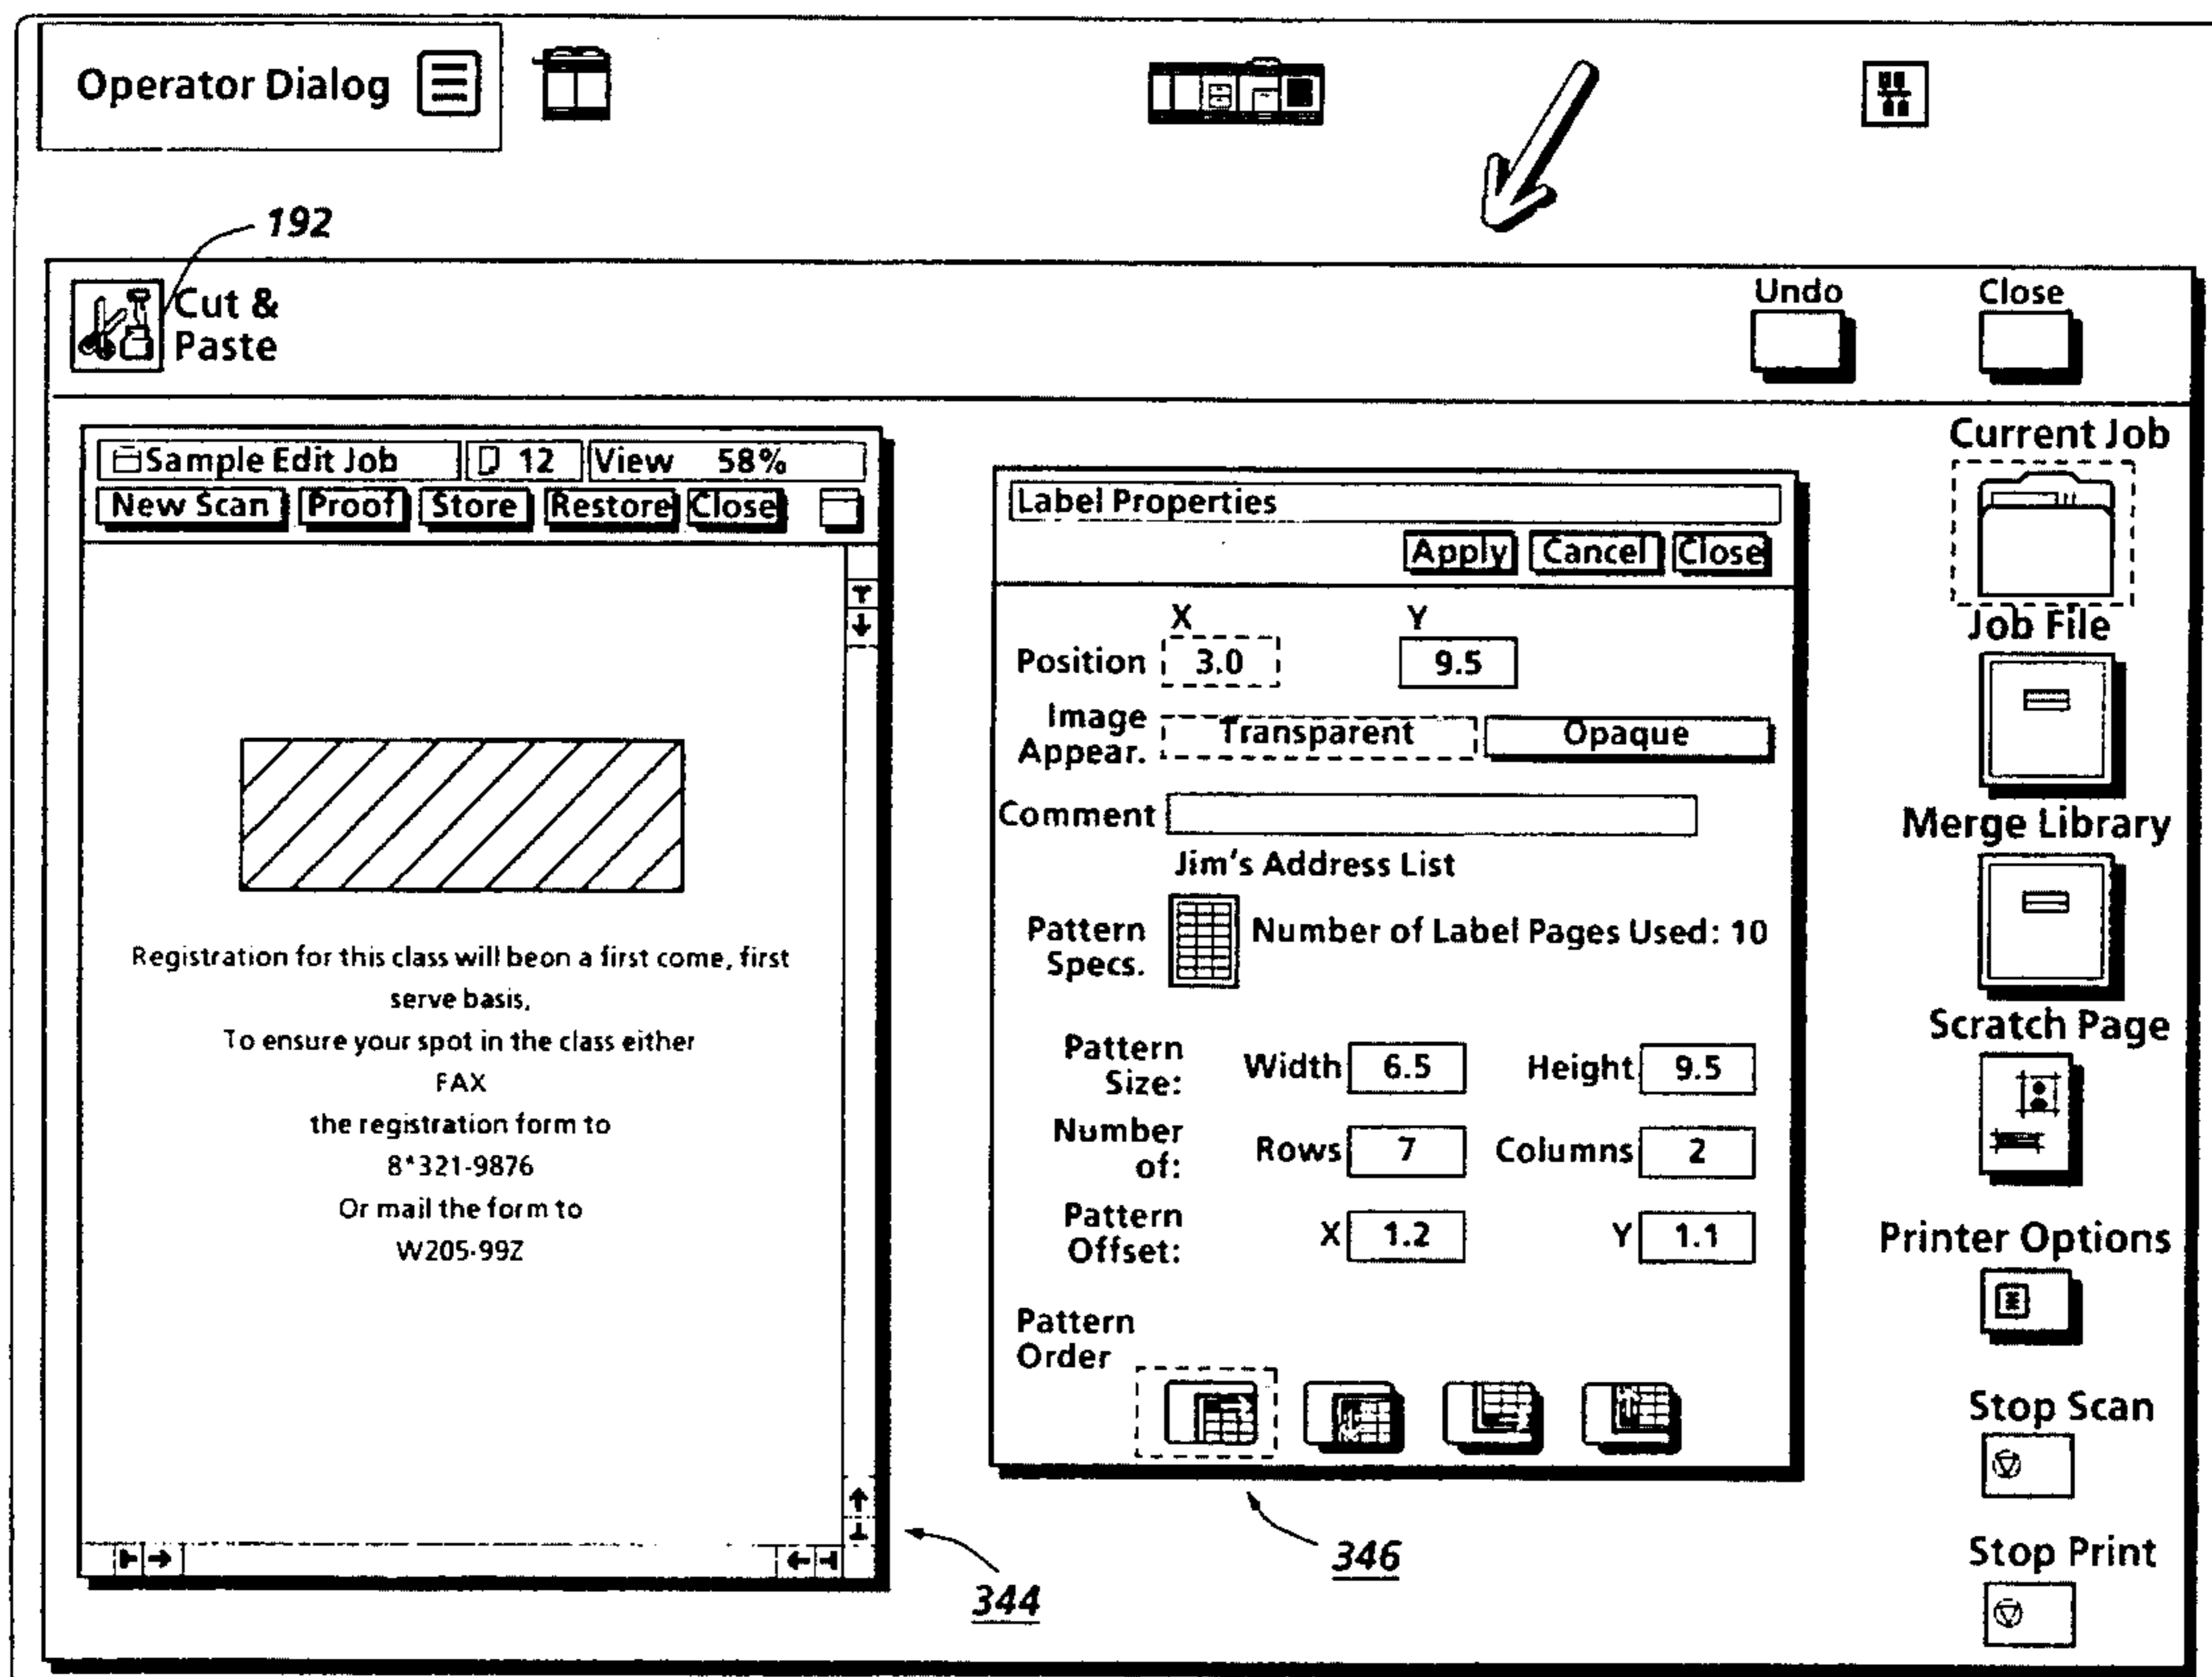 Operator Dialog
192
Cut &
Paste
Undo
Close
Sample Edit Job 12 View 58%
New Scan Proof Store Restore Close
Registration for this class will beon a first come, first
serve basis,
To ensure your spot in the class either
FAX
the registration form to
8*321-9876
Or mail the form to
W205-99Z
344
Label Properties
Apply Cancel Close
X Y
Position 3.0 9.5
Image
Appear. Transparent Opaque
Comment
Jim's Address List
Pattern
Specs. Number of Label Pages Used: 10
Pattern
Size: Width 6.5 Height 9.5
Number
of: Rows 7 Columns 2
Pattern
Offset: X 1.2 Y 1.1
Pattern
Order
346
Current Job
Job File
Merge Library
Scratch Page
Printer Options
Stop Scan
Stop Print